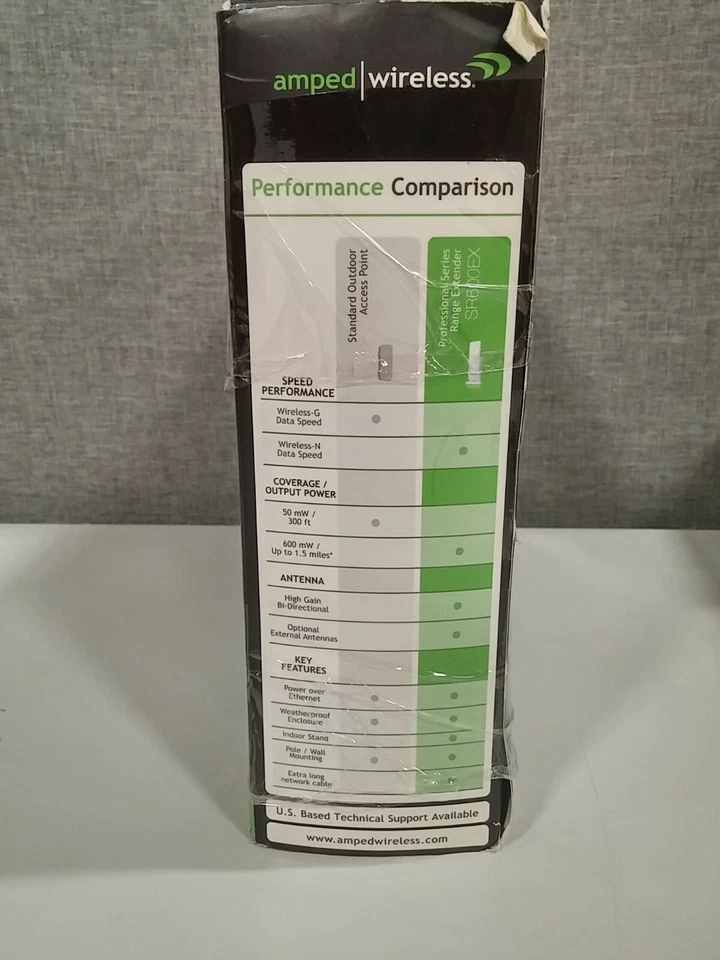 amped|wireless
Performance Comparison
Standard Outdoor
Access Point
Professional Series
Range Extender
SR600EX
SPEED
PERFORMANCE
Wireless-G
Data Speed
Wireless-N
Data Speed
COVERAGE /
OUTPUT POWER
50 mW /
300 ft
600 mW /
Up to 1.5 miles*
ANTENNA
High Gain
Bi-Directional
Optional
External Antennas
KEY
FEATURES
Power over
Ethernet
Weatherproof
Enclosure
Indoor Stand
Pole / Wall
Mounting
Extra long
network cable
U.S. Based Technical Support Available
www.ampedwireless.com